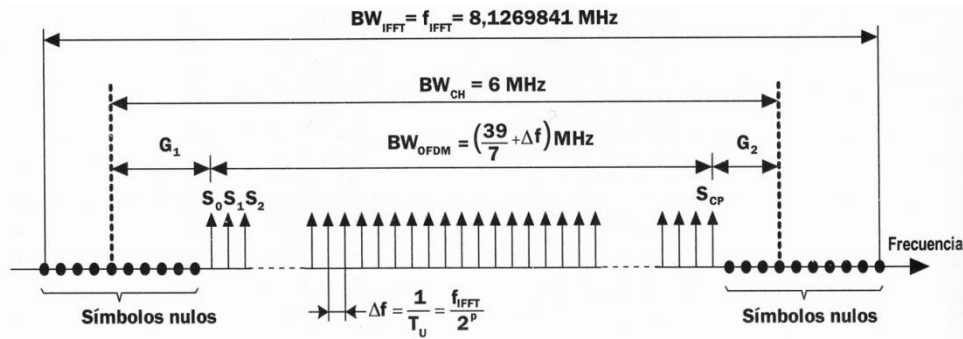 BW_IFFT = f_IFFT = 8,1269841 MHz
BW_CH = 6 MHz
G₁
BW_OFDM = (39/7 + Δf) MHz
G₂
S₀ S₁ S₂
S_CP
Frecuencia
Δf = 1/T_U = f_IFFT/2^p
Símbolos nulos
Símbolos nulos